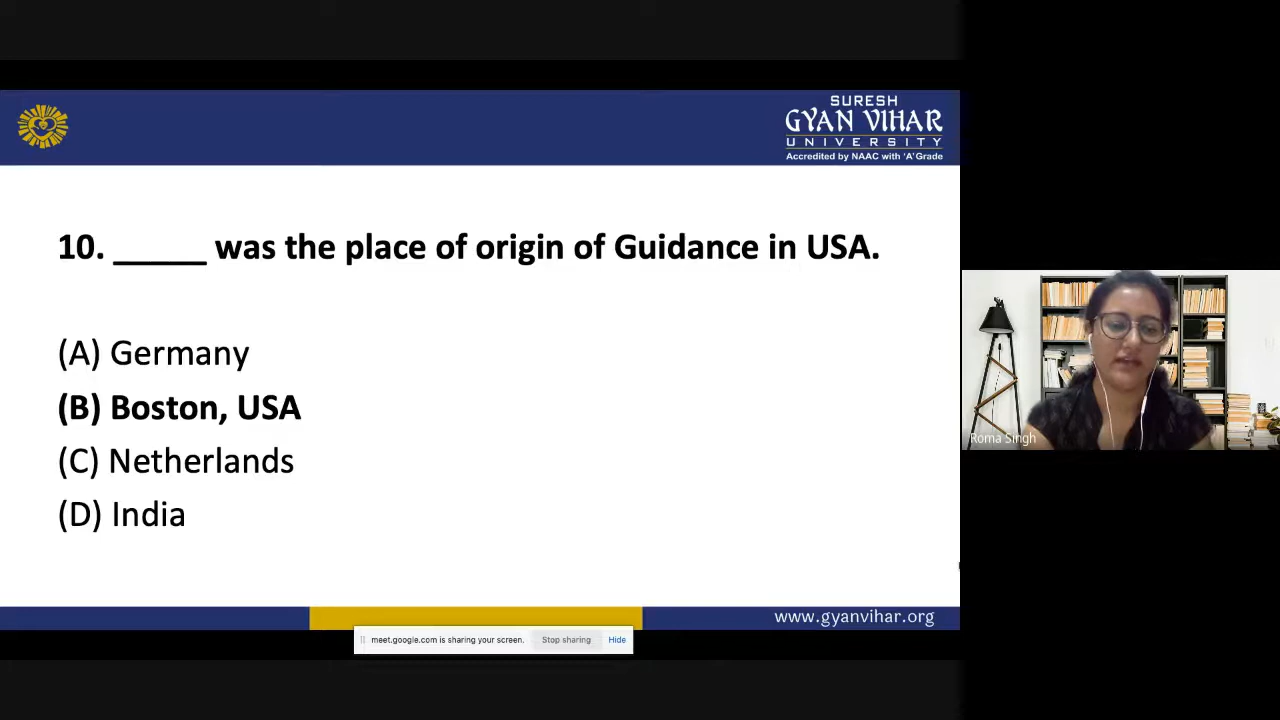 SURESH
GYAN VIHAR
UNIVERSITY
Accredited by NAAC with 'A' Grade
10. _____ was the place of origin of Guidance in USA.
(A) Germany
(B) Boston, USA
(C) Netherlands
(D) India
Roma Singh
www.gyanvihar.org
meet.google.com is sharing your screen. Stop sharing Hide